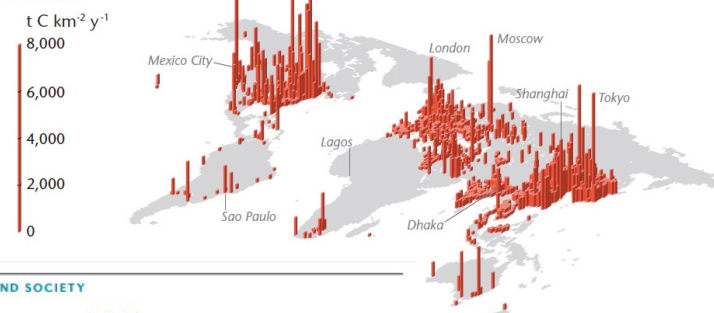 t C km⁻² y⁻¹
8,000
6,000
4,000
2,000
0
Mexico City
London
Moscow
Shanghai
Tokyo
Lagos
Sao Paulo
Dhaka
ND SOCIETY